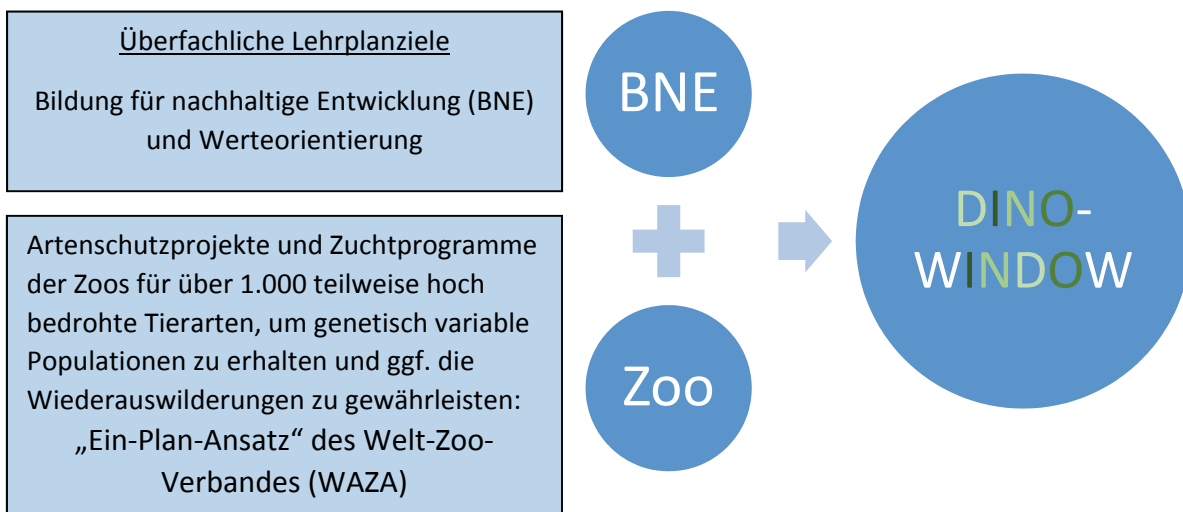 Überfachliche Lehrplanziele
Bildung für nachhaltige Entwicklung (BNE)
und Werteorientierung
Artenschutzprojekte und Zuchtprogramme
der Zoos für über 1.000 teilweise hoch
bedrohte Tierarten, um genetisch variable
Populationen zu erhalten und ggf. die
Wiederauswilderungen zu gewährleisten:
„Ein-Plan-Ansatz“ des Welt-Zoo-
Verbandes (WAZA)
BNE
Zoo
DINO-
WINDOW